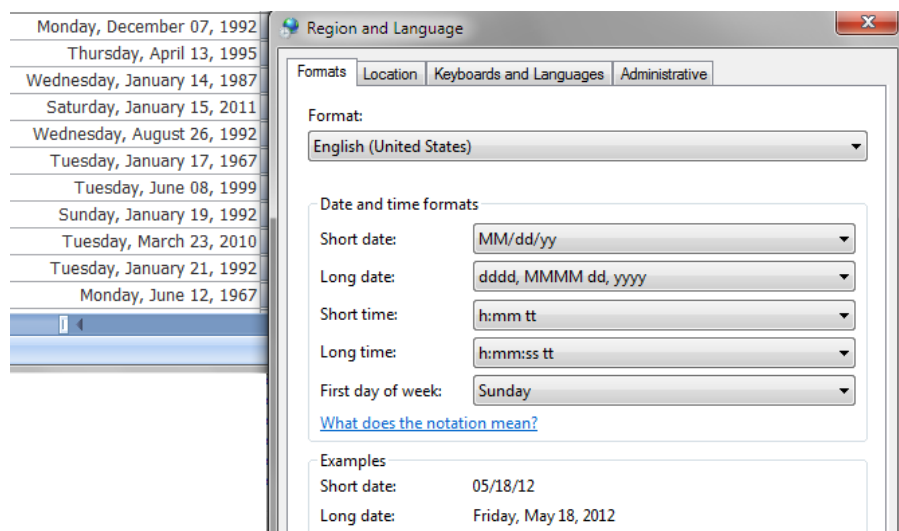 Monday, December 07, 1992
Thursday, April 13, 1995
Wednesday, January 14, 1987
Saturday, January 15, 2011
Wednesday, August 26, 1992
Tuesday, January 17, 1967
Tuesday, June 08, 1999
Sunday, January 19, 1992
Tuesday, March 23, 2010
Tuesday, January 21, 1992
Monday, June 12, 1967
Region and Language
Formats Location Keyboards and Languages Administrative
Format:
English (United States)
Date and time formats
Short date: MM/dd/yy
Long date: dddd, MMMM dd, yyyy
Short time: h:mm tt
Long time: h:mm:ss tt
First day of week: Sunday
What does the notation mean?
Examples
Short date: 05/18/12
Long date: Friday, May 18, 2012